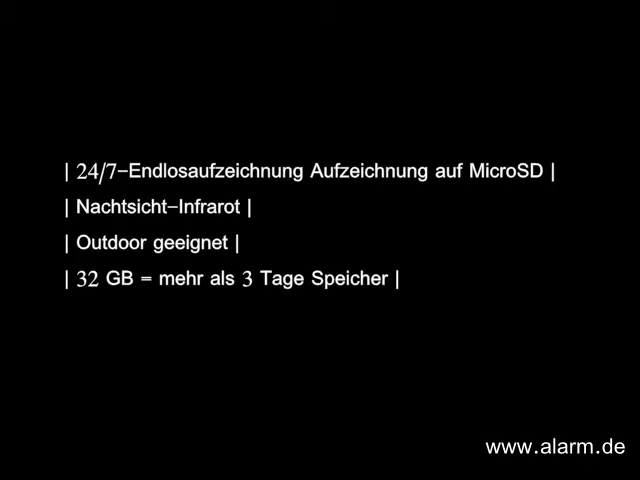 | 24/7-Endlosaufzeichnung Aufzeichnung auf MicroSD |
| Nachtsicht-Infrarot |
| Outdoor geeignet |
| 32 GB = mehr als 3 Tage Speicher |
www.alarm.de